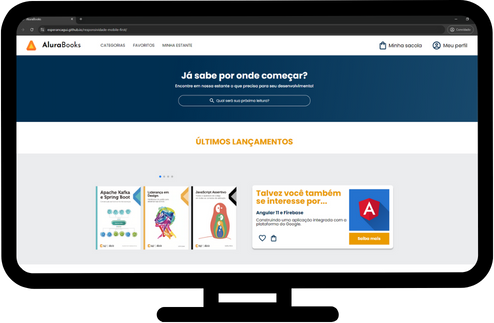 AluraBooks
AluraBooks
CATEGORIAS
FAVORITOS
MINHA ESTANTE
Minha sacola
Meu perfil
Já sabe por onde começar?
Encontre em nossa estante o que precisa para seu desenvolvimento!
Qual será sua próxima leitura?
ÚLTIMOS LANÇAMENTOS
Apache Kafka
e Spring Boot
Liderança em
Design
JavaScript Assertivo
Talvez você também
se interesse por...
Angular 11 e Firebase
Construindo uma aplicação integrada com a
plataforma do Google.
Saiba mais